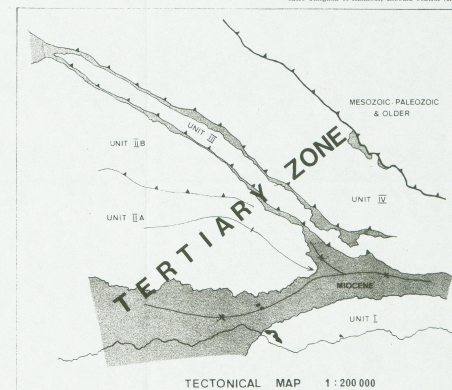 MESOZOIC-PALEOZOIC
& OLDER
UNIT III
UNIT IIB
UNIT IV
UNIT IIA
TERTIARY ZONE
MIOCENE
UNIT I
TECTONICAL MAP 1:200 000